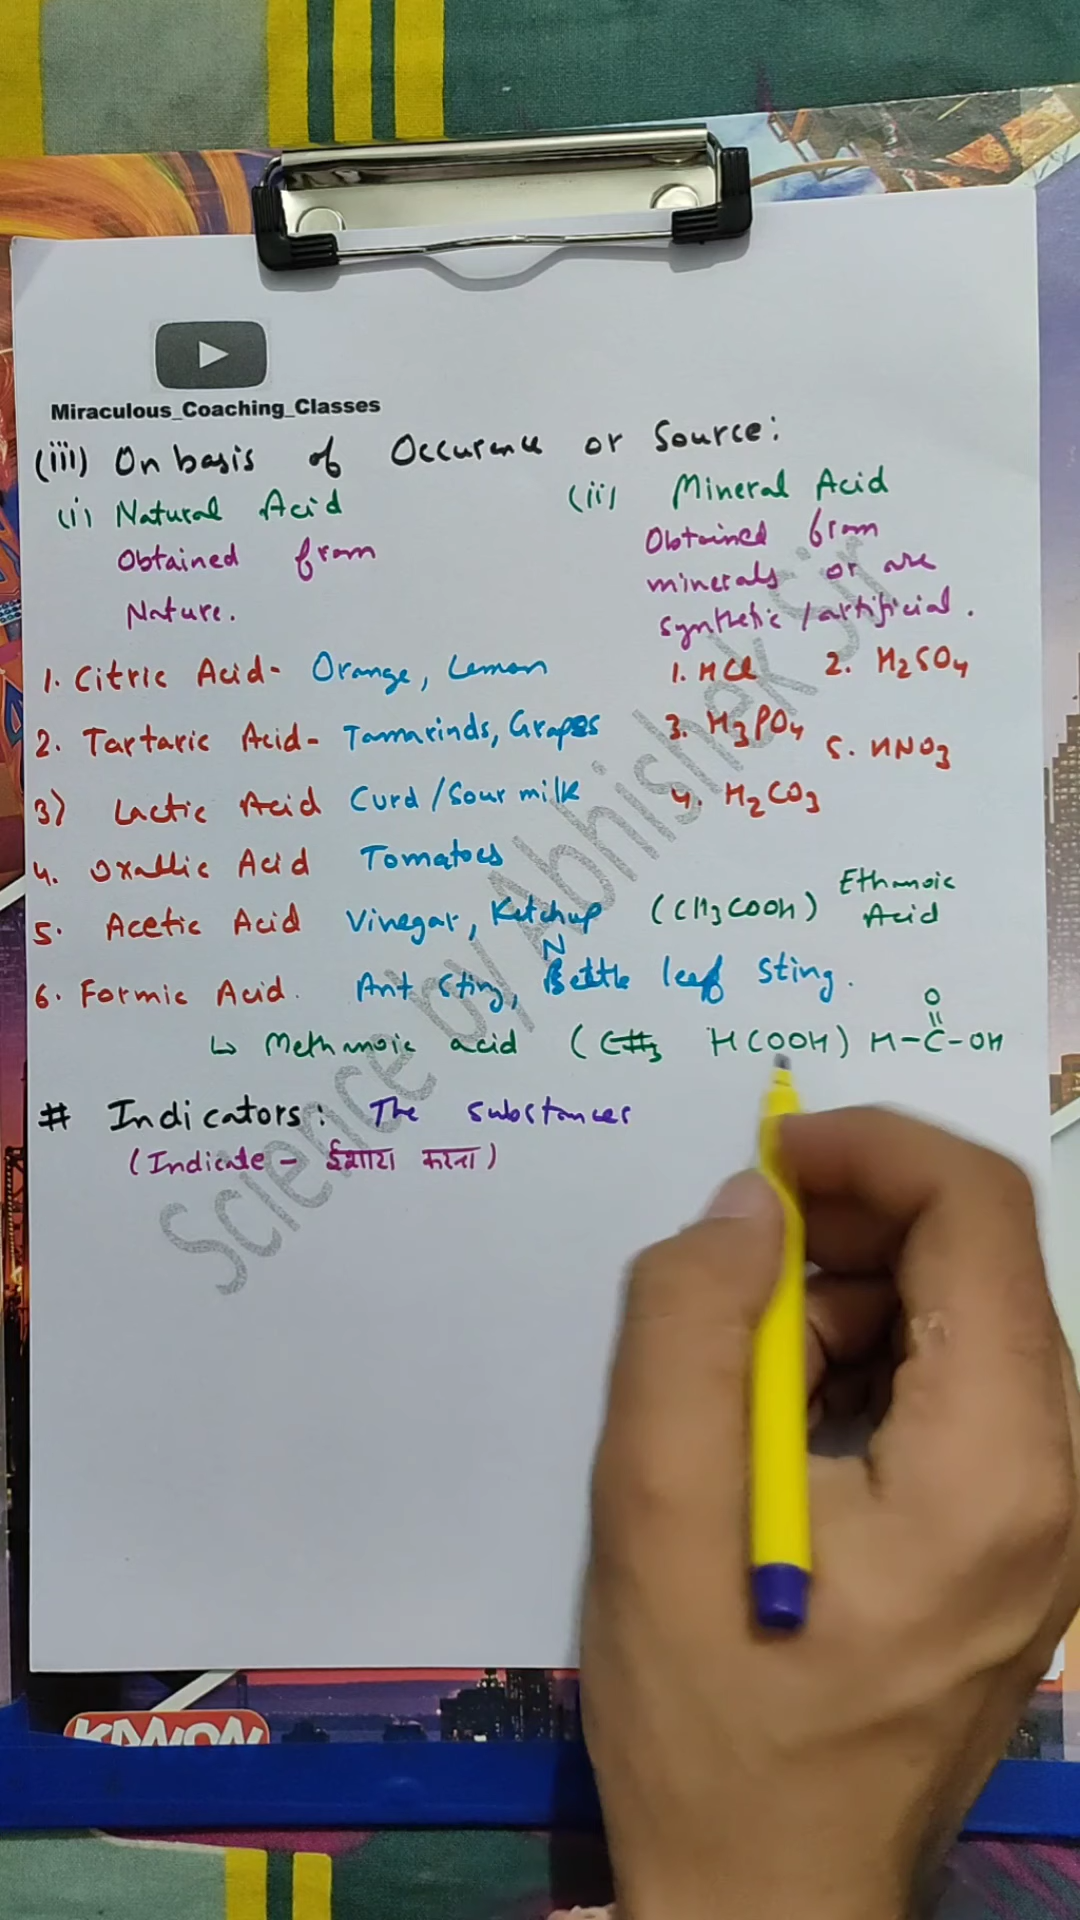 Miraculous_Coaching_Classes
(iii) On basis of Occurence or Source:
(i) Natural Acid
Obtained from
Nature.
(ii) Mineral Acid
Obtained from
minerals or are
synthetic / artificial.
1. Citric Acid - Orange, Lemon
2. Tartaric Acid - Tamarinds, Grapes
3) Lactic Acid Curd / Sour milk
4. Oxallic Acid Tomatoes
5. Acetic Acid Vinegar, Ketchup (CH3COOH) Ethanoic Acid
6. Formic Acid. Ant Sting, Nettle leaf Sting.
↳ Methanoic acid (CH3 HCOOH) H-C-OH
O
1. HCl 2. H2SO4
3. H3PO4 5. HNO3
4. H2CO3
# Indicators: The substances
(Indicate - ईशारा करना)
Science by Abhishek Sir
KANON